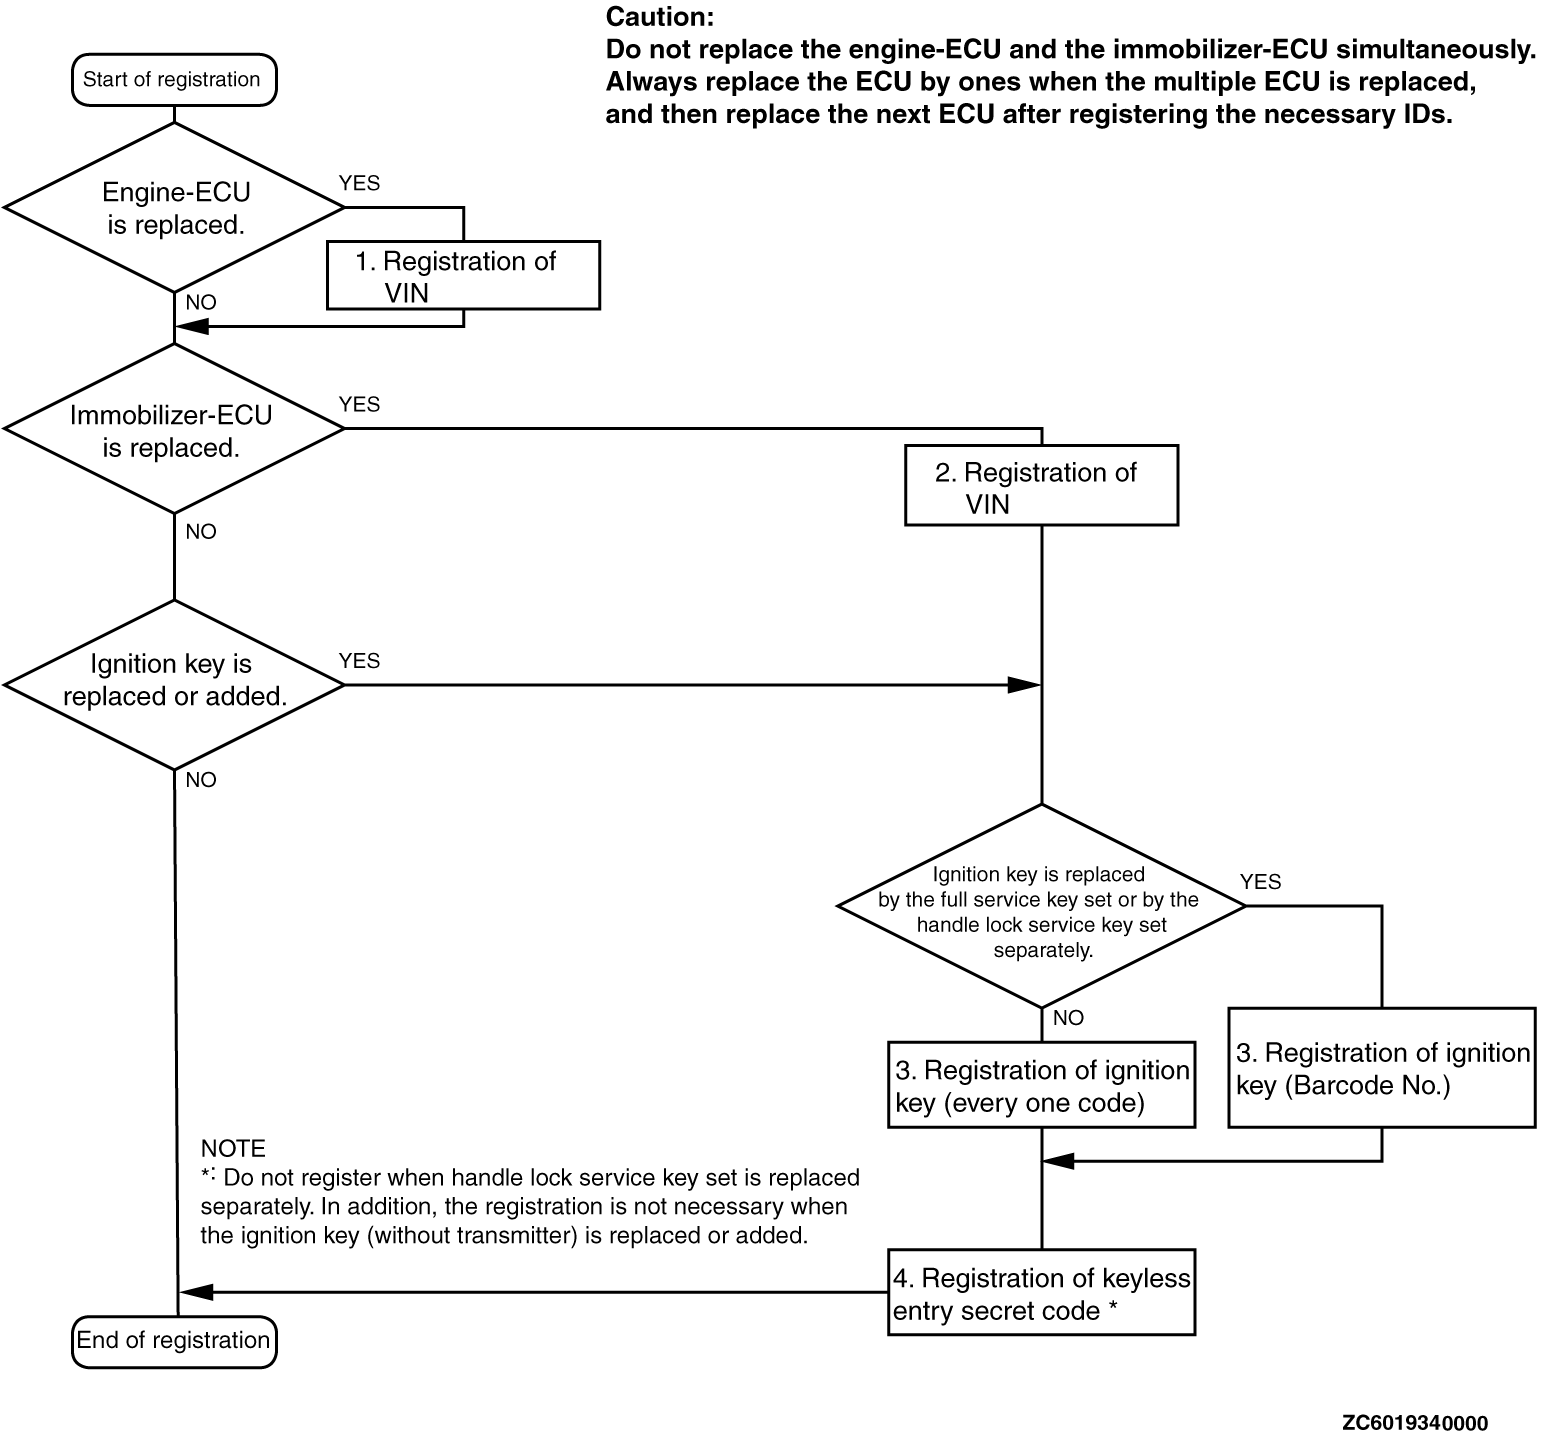 Caution:
Do not replace the engine-ECU and the immobilizer-ECU simultaneously.
Always replace the ECU by ones when the multiple ECU is replaced,
and then replace the next ECU after registering the necessary IDs.
Start of registration
Engine-ECU
is replaced.
YES
1. Registration of
VIN
NO
Immobilizer-ECU
is replaced.
YES
2. Registration of
VIN
NO
Ignition key is
replaced or added.
YES
NO
Ignition key is replaced
by the full service key set or by the
handle lock service key set
separately.
YES
NO
3. Registration of ignition
key (every one code)
3. Registration of ignition
key (Barcode No.)
NOTE
*: Do not register when handle lock service key set is replaced
separately. In addition, the registration is not necessary when
the ignition key (without transmitter) is replaced or added.
4. Registration of keyless
entry secret code *
End of registration
ZC6019340000